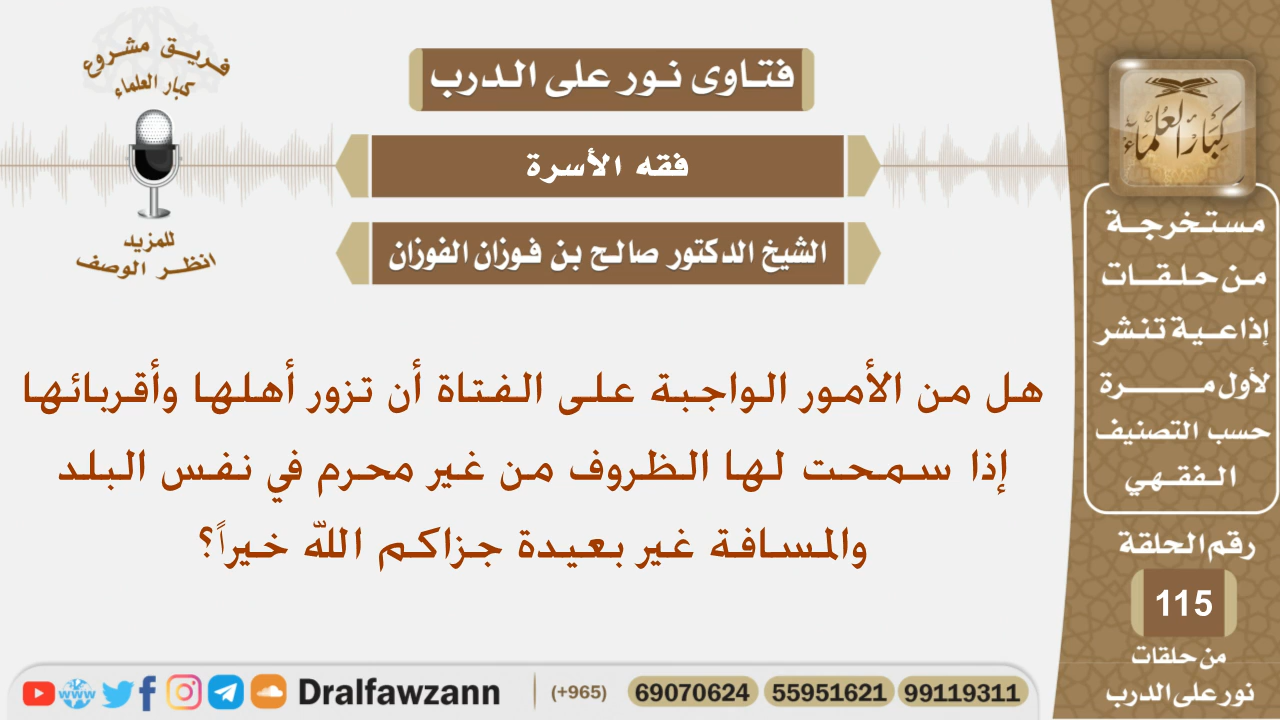 فريق مشروع
كبار العلماء
للمزيد
انظر الوصف
فتاوى نور على الدرب
فقه الأسرة
الشيخ الدكتور صالح بن فوزان الفوزان
هل من الأمور الواجبة على الفتاة أن تزور أهلها وأقربائها
إذا سمحت لها الظروف من غير محرم في نفس البلد
والمسافة غير بعيدة جزاكم الله خيراً؟
كبار العلماء
مستخرجة
من حلقات
إذاعية تنشر
لأول مرة
حسب التصنيف
الفقهي
رقم الحلقة
115
من حلقات
نور على الدرب
www
Dralfawzann
(+965)
69070624
55951621
99119311